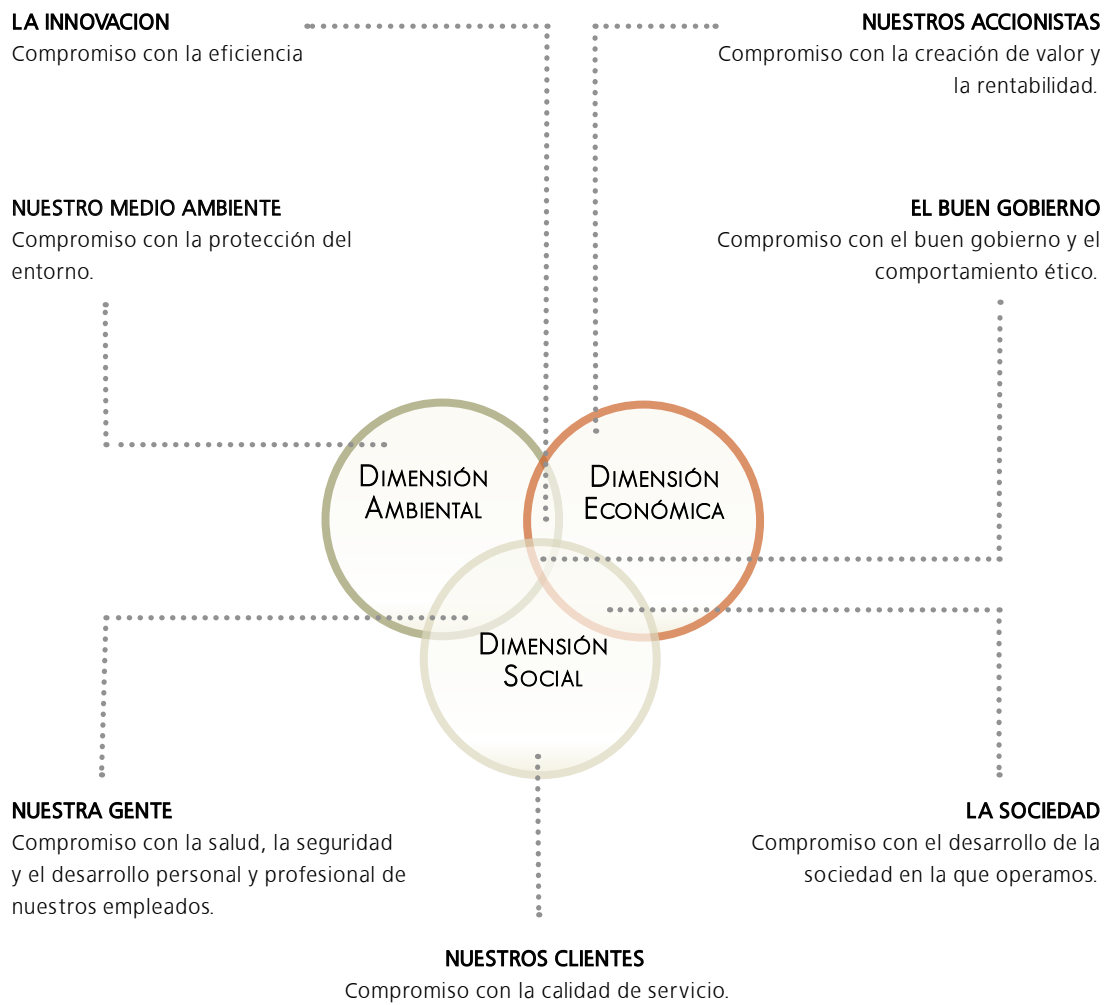 LA INNOVACION
Compromiso con la eficiencia
NUESTROS ACCIONISTAS
Compromiso con la creación de valor y
la rentabilidad.
NUESTRO MEDIO AMBIENTE
Compromiso con la protección del
entorno.
EL BUEN GOBIERNO
Compromiso con el buen gobierno y el
comportamiento ético.
DIMENSIÓN
AMBIENTAL
DIMENSIÓN
ECONÓMICA
DIMENSIÓN
SOCIAL
NUESTRA GENTE
Compromiso con la salud, la seguridad
y el desarrollo personal y profesional de
nuestros empleados.
LA SOCIEDAD
Compromiso con el desarrollo de la
sociedad en la que operamos.
NUESTROS CLIENTES
Compromiso con la calidad de servicio.